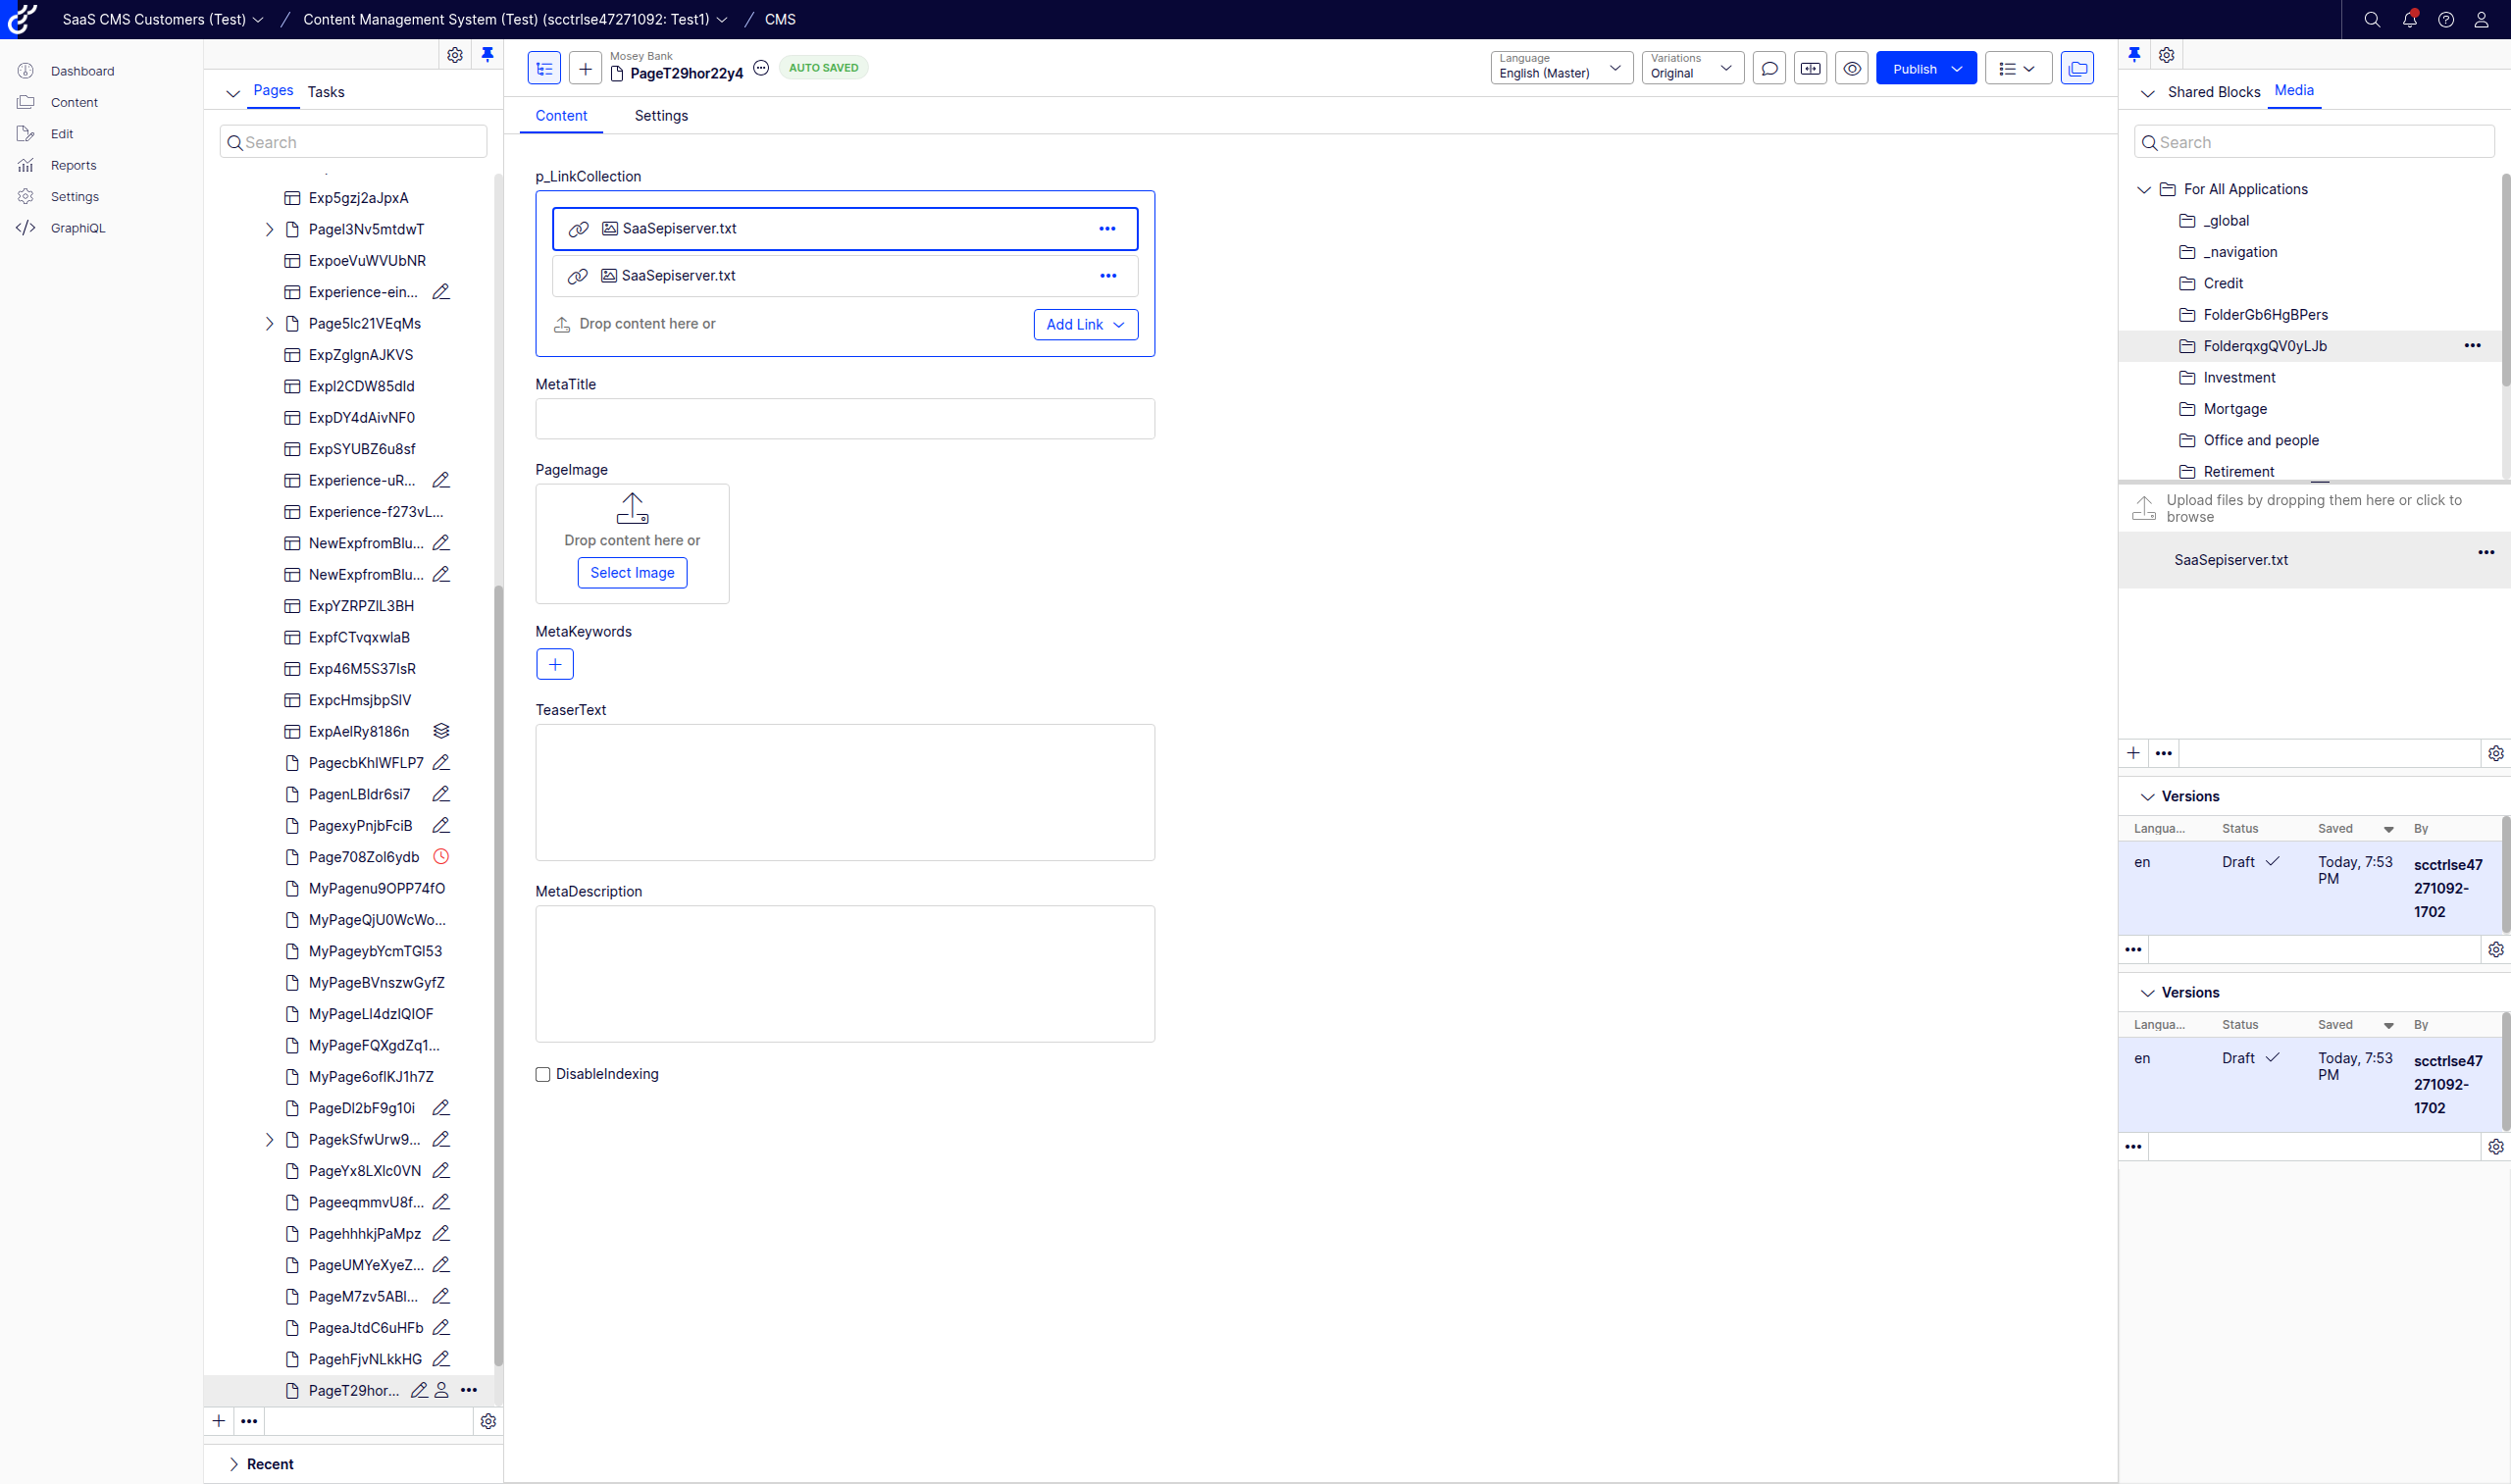 SaaS CMS Customers (Test) / Content Management System (Test) (scctrlse47271092: Test1) / CMS
Dashboard
Content
Edit
Reports
Settings
GraphiQL
Pages Tasks
Search
Exp5gzj2aJpxA
PageI3Nv5mtdwT
ExpoeVuWVUbNR
Experience-ein...
Page5lc21VEqMs
ExpZglgnAJKVS
ExpI2CDW85dId
ExpDY4dAivNF0
ExpSYUBZ6u8sf
Experience-uR...
Experience-f273vL...
NewExpfromBlu...
NewExpfromBlu...
ExpYZRPZIL3BH
ExpfCTvqxwlaB
Exp46M5S37IsR
ExpcHmsjbpSIV
ExpAelRy8186n
PagecbKhIWFLP7
PagenLBIdr6si7
PagexyPnjbFciB
Page708Zol6ydb
MyPagenu9OPP74fO
MyPageQjU0WcWo...
MyPageybYcmTGl53
MyPageBVnszwGyfZ
MyPageLl4dzIQIOF
MyPageFQXgdZq1...
MyPage6oflKJ1h7Z
PageDI2bF9g10i
PagekSfwUrw9...
PageYx8LXlc0VN
PageeqmmvU8f...
PagehhhkjPaMpz
PageUMYeXyeZ...
PageM7zv5ABl...
PageaJtdC6uHFb
PagehFjvNLkkHG
PageT29hor...
Recent
Mosey Bank
PageT29hor22y4
AUTO SAVED
Language
English (Master)
Variations
Original
Publish
Content Settings
p_LinkCollection
SaaSepiserver.txt
SaaSepiserver.txt
Drop content here or
Add Link
MetaTitle
PageImage
Drop content here or
Select Image
MetaKeywords
TeaserText
MetaDescription
DisableIndexing
Shared Blocks Media
Search
For All Applications
_global
_navigation
Credit
FolderGb6HgBPers
FolderqxgQV0yLJb
Investment
Mortgage
Office and people
Retirement
Upload files by dropping them here or click to
browse
SaaSepiserver.txt
Versions
Langua... Status Saved By
en Draft Today, 7:53 PM scctrlse47271092-1702
Versions
Langua... Status Saved By
en Draft Today, 7:53 PM scctrlse47271092-1702